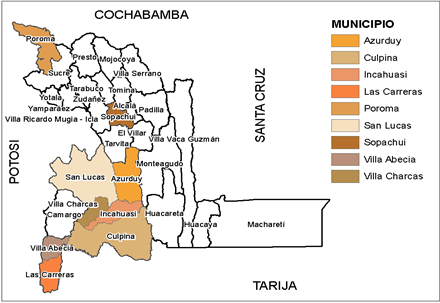 COCHABAMBA
MUNICIPIO
Azurduy
Culpina
Incahuasi
Las Carreras
Poroma
San Lucas
Sopachui
Villa Abecia
Villa Charcas
SANTA CRUZ
POTOSI
TARIJA
Poroma
Presto
Mojocoya
Sucre
Villa Serrano
Tarabuco
Tomina
Yotala
Zudañez
Alcalá
Yamparáez
Padilla
Sopachui
Villa Ricardo Mugia - Icla
El Villar
Villa Vaca Guzmán
Tarvita
Monteagudo
San Lucas
Azurduy
Villa Charcas
Camargo
Incahuasi
Huacareta
Huacaya
Macharetí
Culpina
Villa Abecia
Las Carreras